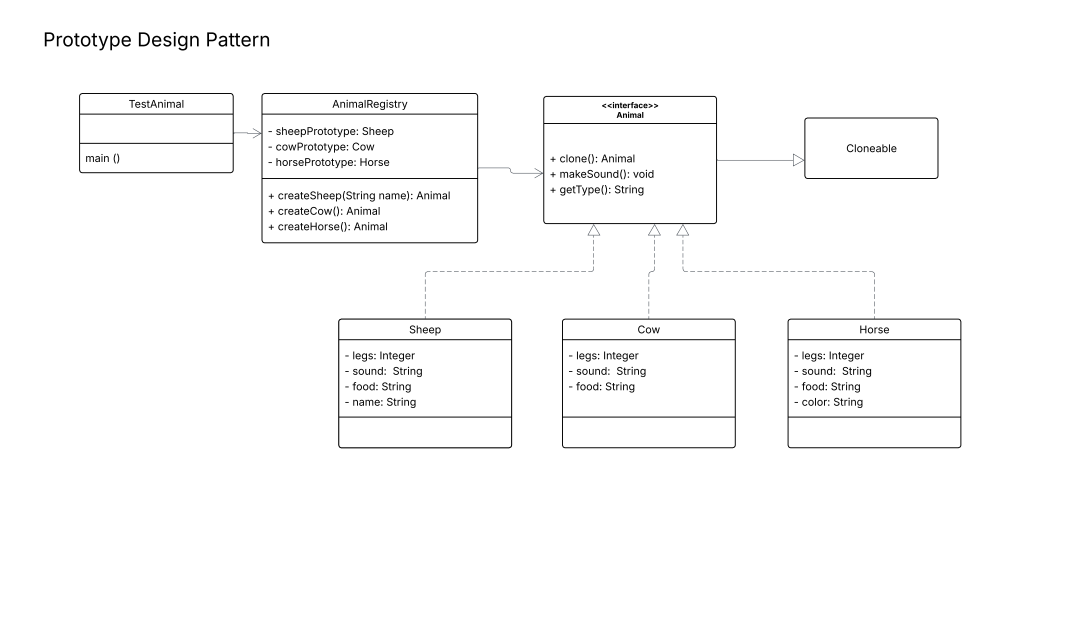 Prototype Design Pattern
TestAnimal
main ()
AnimalRegistry
- sheepPrototype: Sheep
- cowPrototype: Cow
- horsePrototype: Horse
+ createSheep(String name): Animal
+ createCow(): Animal
+ createHorse(): Animal
<<interface>>
Animal
+ clone(): Animal
+ makeSound(): void
+ getType(): String
Cloneable
Sheep
- legs: Integer
- sound:  String
- food: String
- name: String
Cow
- legs: Integer
- sound:  String
- food: String
Horse
- legs: Integer
- sound:  String
- food: String
- color: String